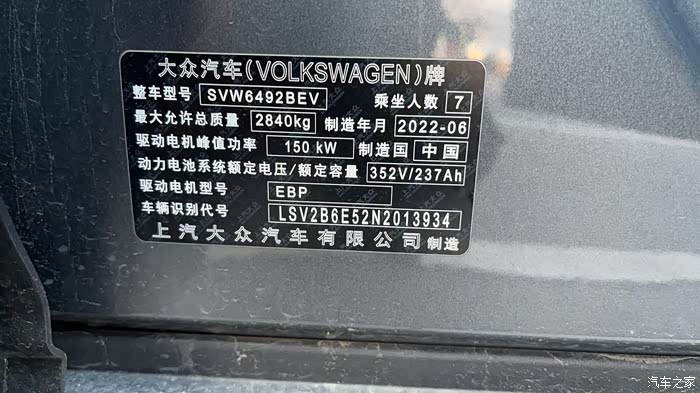 大众汽车(VOLKSWAGEN)牌
整车型号 SVW6492BEV 乘坐人数 7
最大允许总质量 2840kg 制造年月 2022-06
驱动电机峰值功率 150 kW 制造国 中国
动力电池系统额定电压/额定容量 352V/237Ah
驱动电机型号 EBP
车辆识别代号 LSV2B6E52N2013934
上汽大众汽车有限公司 制造
汽车之家